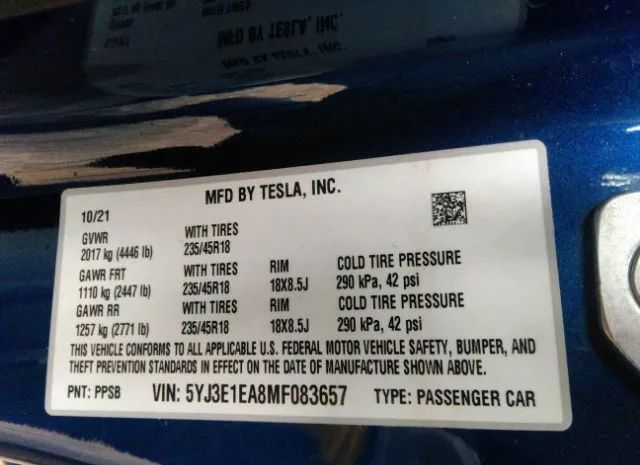 MFD BY TESLA, INC.
MFD BY TESLA, INC.
10/21
GVWR WITH TIRES
2017 kg (4446 lb) 235/45R18
GAWR FRT WITH TIRES RIM COLD TIRE PRESSURE
1110 kg (2447 lb) 235/45R18 18X8.5J 290 kPa, 42 psi
GAWR RR WITH TIRES RIM COLD TIRE PRESSURE
1257 kg (2771 lb) 235/45R18 18X8.5J 290 kPa, 42 psi
THIS VEHICLE CONFORMS TO ALL APPLICABLE U.S. FEDERAL MOTOR VEHICLE SAFETY, BUMPER, AND
THEFT PREVENTION STANDARDS IN EFFECT ON THE DATE OF MANUFACTURE SHOWN ABOVE.
PNT: PPSB VIN: 5YJ3E1EA8MF083657 TYPE: PASSENGER CAR